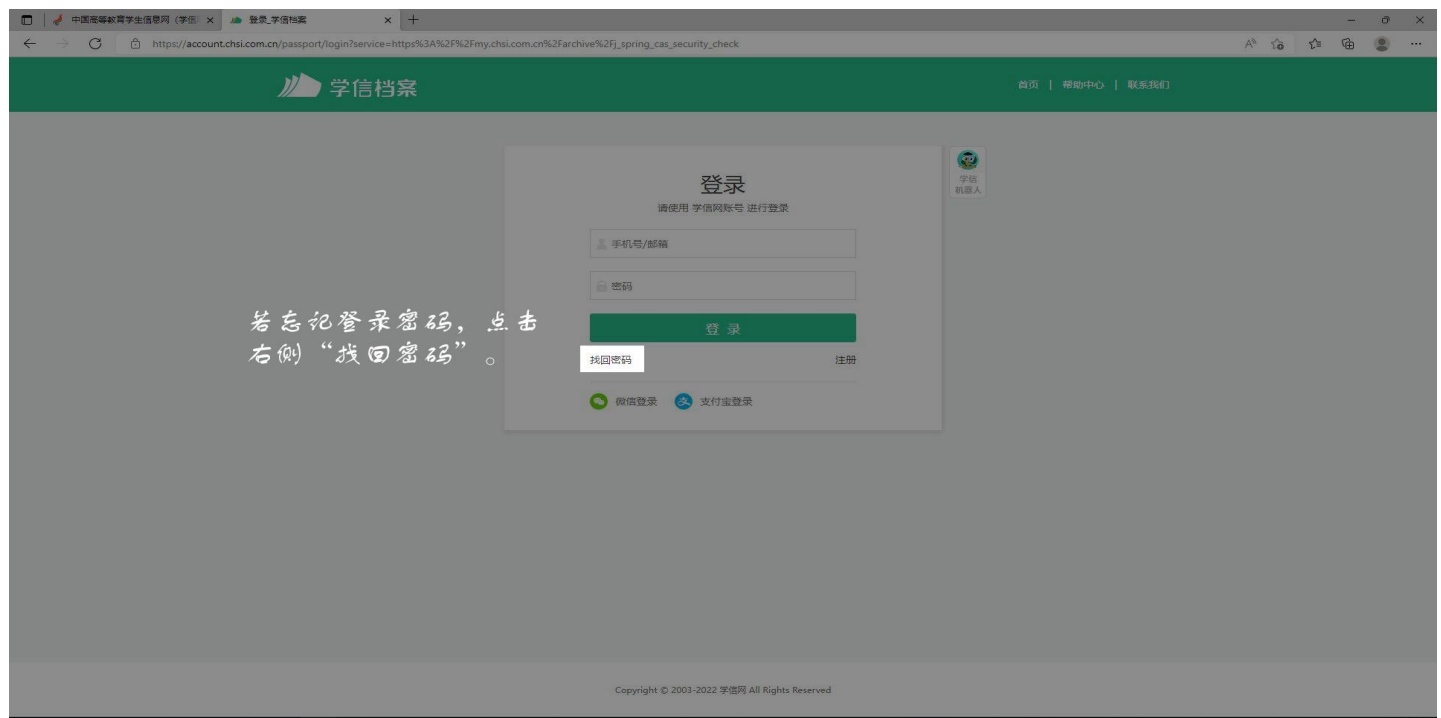 中国高等教育学生信息网（学信
登录_学信档案
https://account.chsi.com.cn/passport/login?service=https%3A%2F%2Fmy.chsi.com.cn%2Farchive%2Fj_spring_cas_security_check
学信档案
首页 | 帮助中心 | 联系我们
登录
请使用 学信网账号 进行登录
手机号/邮箱
密码
登 录
找回密码
注册
微信登录
支付宝登录
学信
机器人
若忘记登录密码，点击
右侧“找回密码”。
Copyright © 2003-2022 学信网 All Rights Reserved